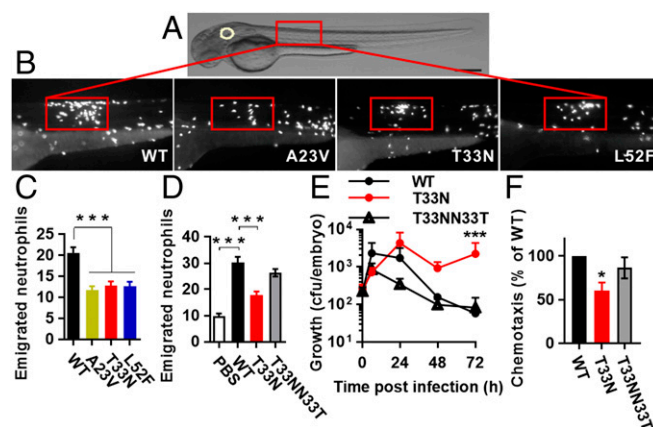 A
B
WT
A23V
T33N
L52F
C
Emigrated neutrophils
25
20
15
10
5
0
***
WT
A23V
T33N
L52F
D
Emigrated neutrophils
40
30
20
10
0
***
***
PBS
WT
T33N
T33NN33T
E
WT
T33N
T33NN33T
Growth (cfu/embryo)
10⁴
10³
10²
10¹
***
0
24
48
72
Time post infection (h)
F
Chemotaxis (% of WT)
100
50
0
*
WT
T33N
T33NN33T